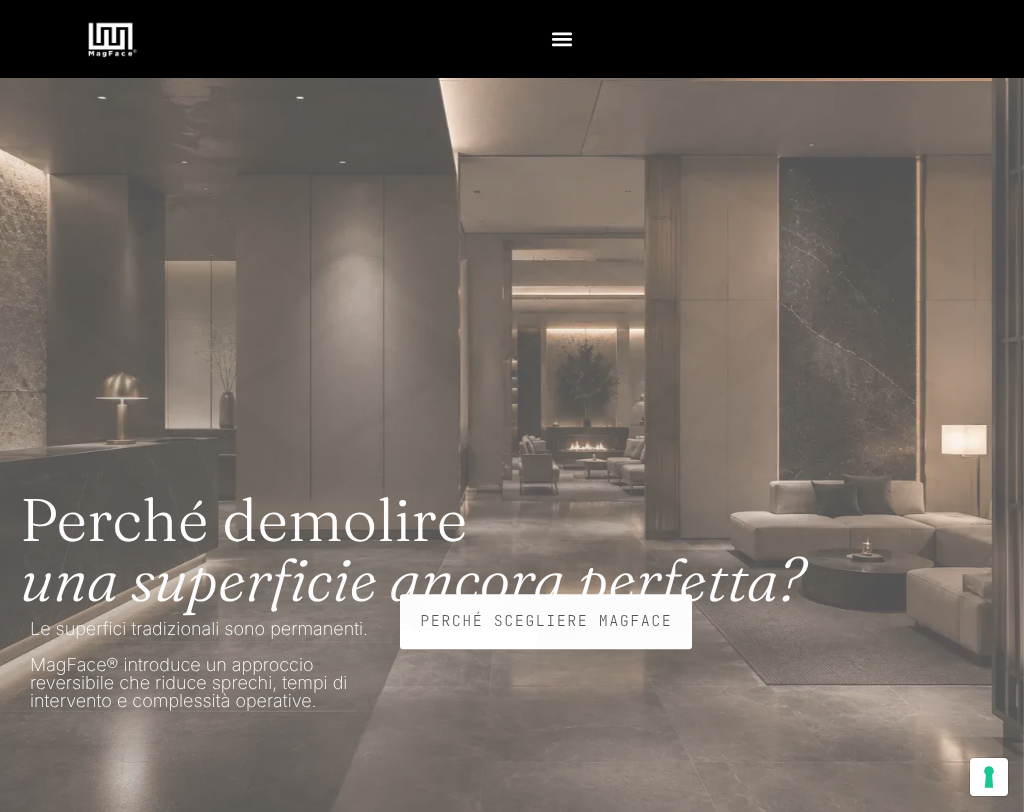 MagFace®
Perché demolire
una superficie ancora perfetta?
PERCHÉ SCEGLIERE MAGFACE
Le superfici tradizionali sono permanenti.
MagFace® introduce un approccio
reversibile che riduce sprechi, tempi di
intervento e complessità operative.